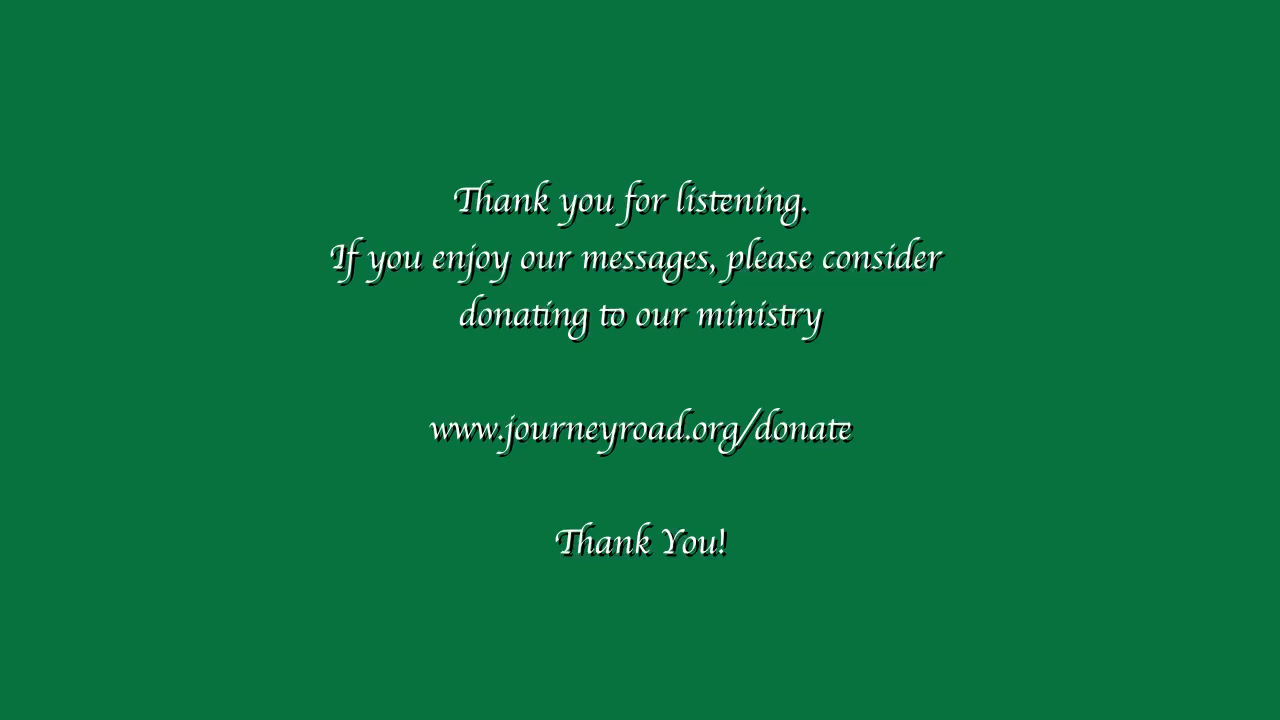 Thank you for listening.
If you enjoy our messages, please consider
donating to our ministry
www.journeyroad.org/donate
Thank You!